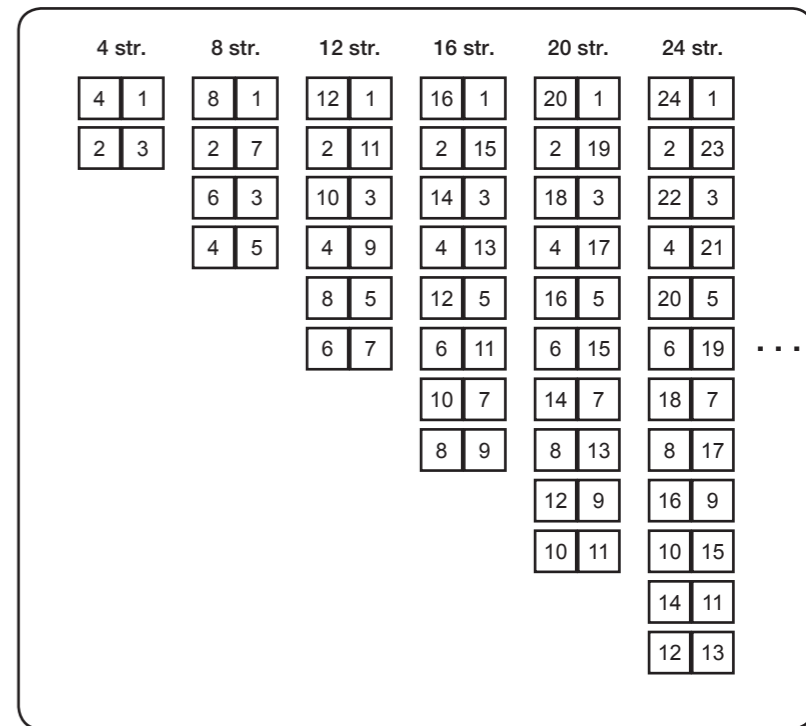 4 str. 8 str. 12 str. 16 str. 20 str. 24 str.
4 1 8 1 12 1 16 1 20 1 24 1
2 3 2 7 2 11 2 15 2 19 2 23
6 3 10 3 14 3 18 3 22 3
4 5 4 9 4 13 4 17 4 21
8 5 12 5 16 5 20 5
6 7 6 11 6 15 6 19 ...
10 7 14 7 18 7
8 9 8 13 8 17
12 9 16 9
10 11 10 15
14 11
12 13